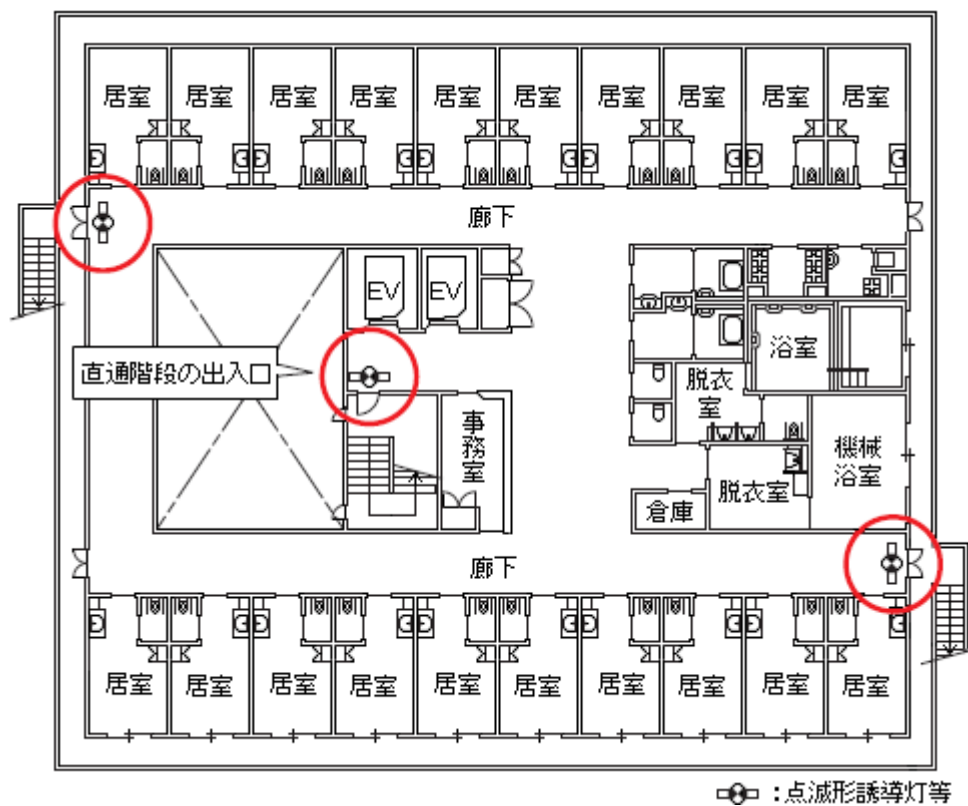 居室 居室 居室 居室 居室 居室 居室 居室 居室 居室
廊下
EV EV
直通階段の出入口
浴室
脱衣
室
事
務
室
機械
浴室
脱衣室
倉庫
廊下
居室 居室 居室 居室 居室 居室 居室 居室 居室 居室
：点滅形誘導灯等